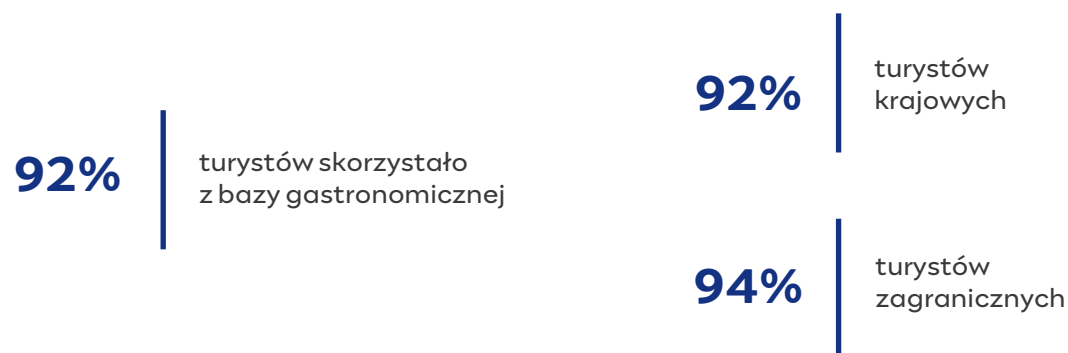 92%
turystów skorzystało
z bazy gastronomicznej
92%
turystów
krajowych
94%
turystów
zagranicznych